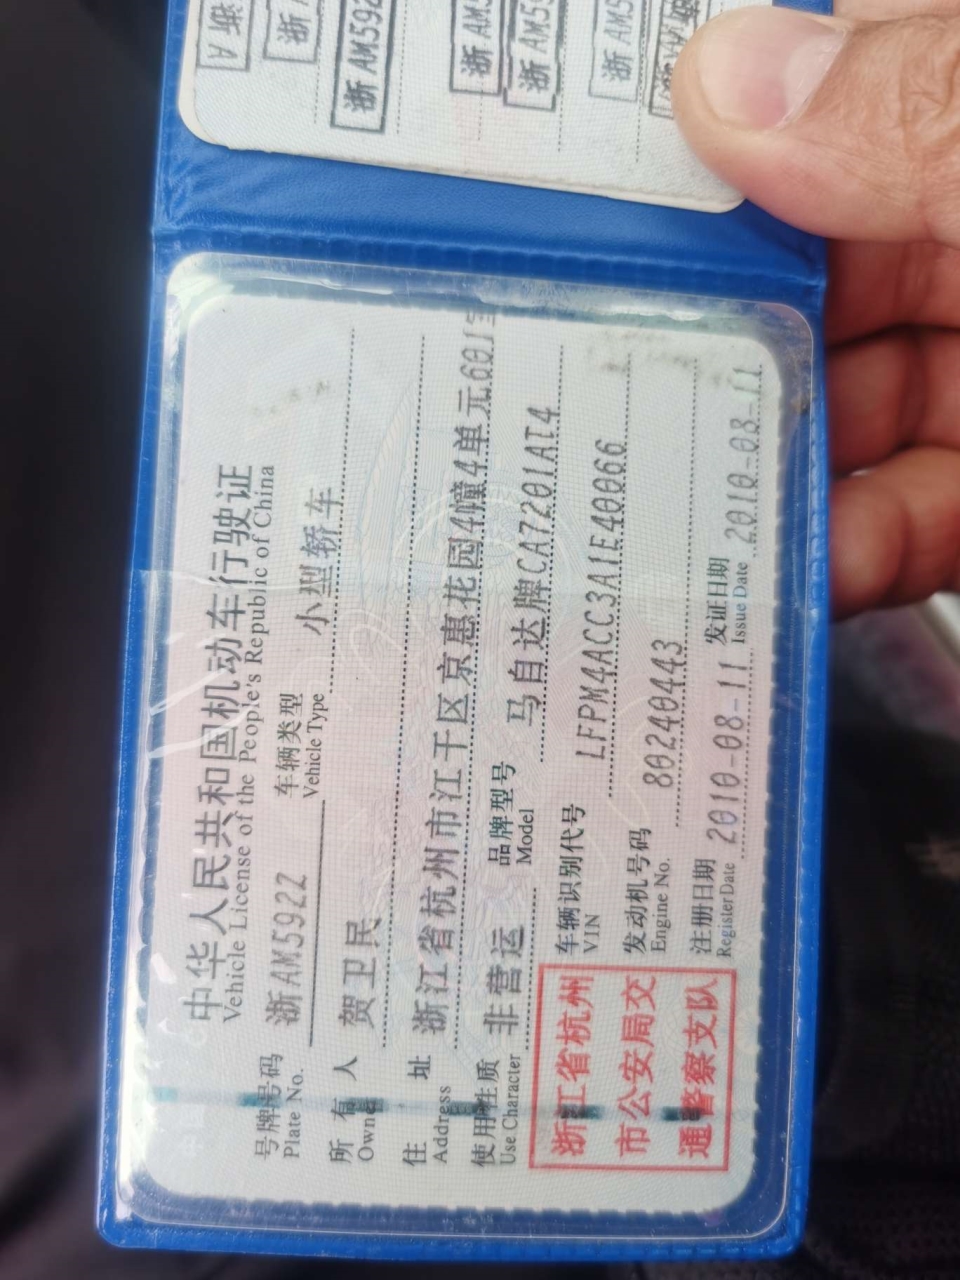 中华人民共和国机动车行驶证
Vehicle License of the People's Republic of China
号牌号码 浙AM5922 车辆类型 小型轿车
Plate No. Vehicle Type
所有人 贺卫民
Owner
住址 浙江省杭州市江干区京惠花园4幢4单元601室
Address
使用性质 非营运 品牌型号 马自达牌CA7201AT4
Use Character Model
车辆识别代号 LFPM4ACC3A1E40066
VIN
发动机号码 80240443
Engine No.
注册日期 2010-08-11 发证日期 2010-08-11
Register Date Issue Date
浙江省杭州
市公安局交
通警察支队
浙AM592
浙AM5